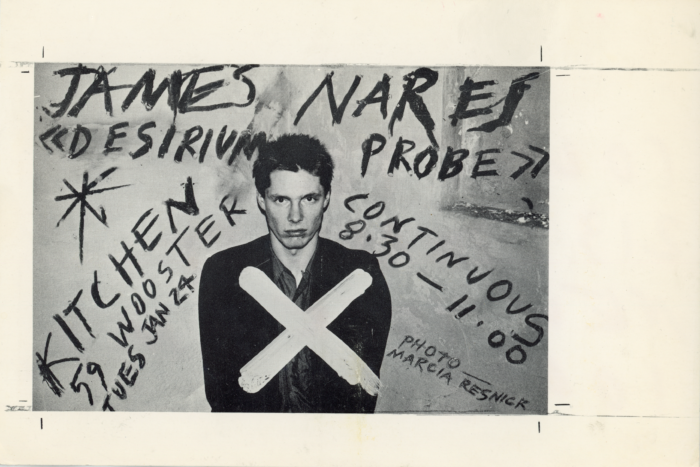 JAMES NARES
«DESIRIUM PROBE»
*
KITCHEN
59 WOOSTER
TUES JAN 24
CONTINUOUS
8.30 — 11.00
PHOTO —
MARCIA RESNICK